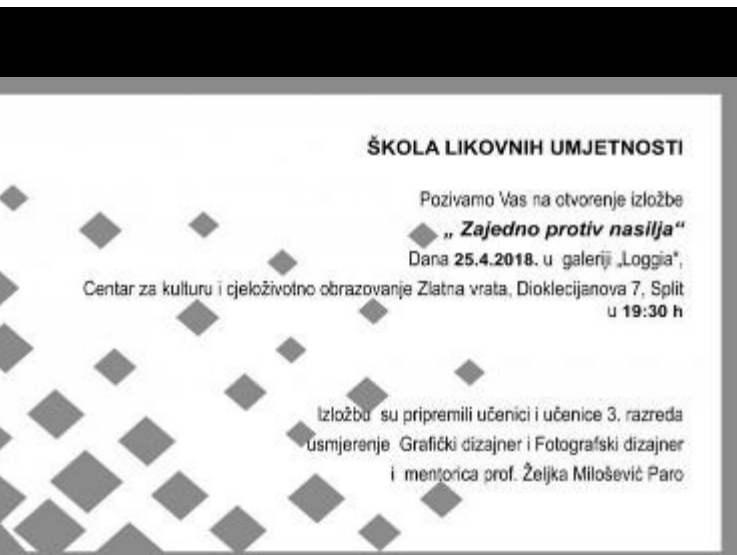 ŠKOLA LIKOVNIH UMJETNOSTI
Pozivamo Vas na otvorenje izložbe
„ Zajedno protiv nasilja“
Dana 25.4.2018. u galeriji „Loggia“,
Centar za kulturu i cjeloživotno obrazovanje Zlatna vrata, Dioklecijanova 7, Split
u 19:30 h
Izložbu su pripremili učenici i učenice 3. razreda
usmjerenje Grafički dizajner i Fotografski dizajner
i mentorica prof. Željka Milošević Paro